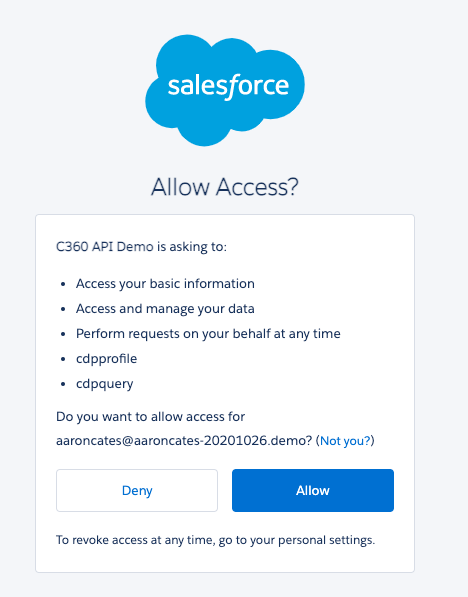 salesforce
Allow Access?
C360 API Demo is asking to:
• Access your basic information
• Access and manage your data
• Perform requests on your behalf at any time
• cdpprofile
• cdpquery
Do you want to allow access for
aaroncates@aaroncates-20201026.demo? (Not you?)
Deny
Allow
To revoke access at any time, go to your personal settings.